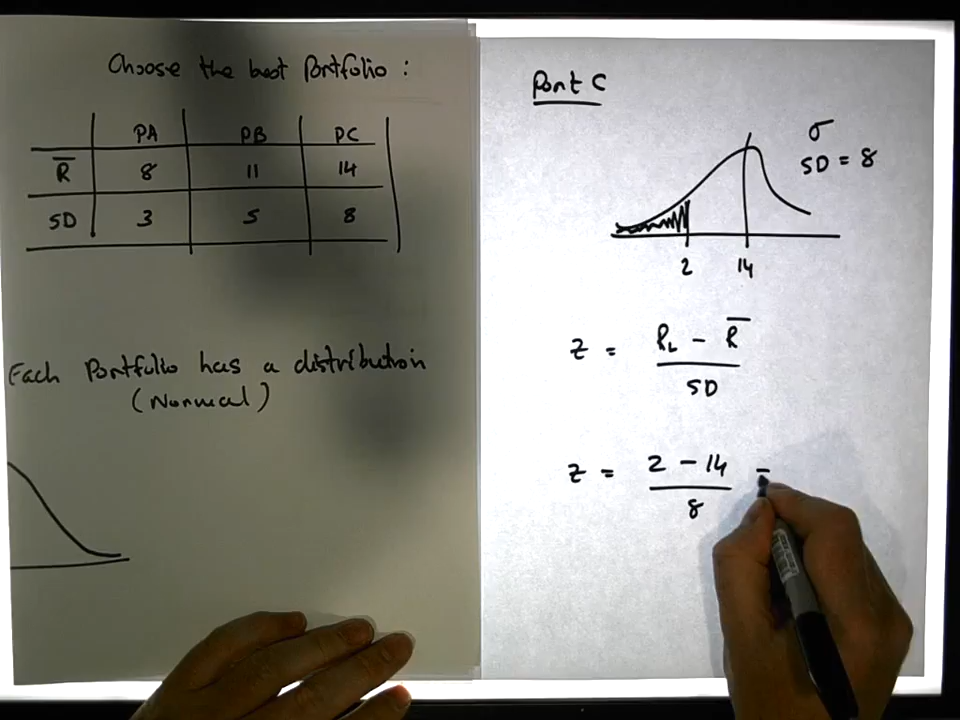 Choose the best Portfolio :
PA PB PC
R̅ 8 11 14
SD 3 5 8
Each Portfolio has a distribution
(Normal)
Port C
σ
SD = 8
2 14
Z = R_L - R̅
SD
Z = 2 - 14 =
8